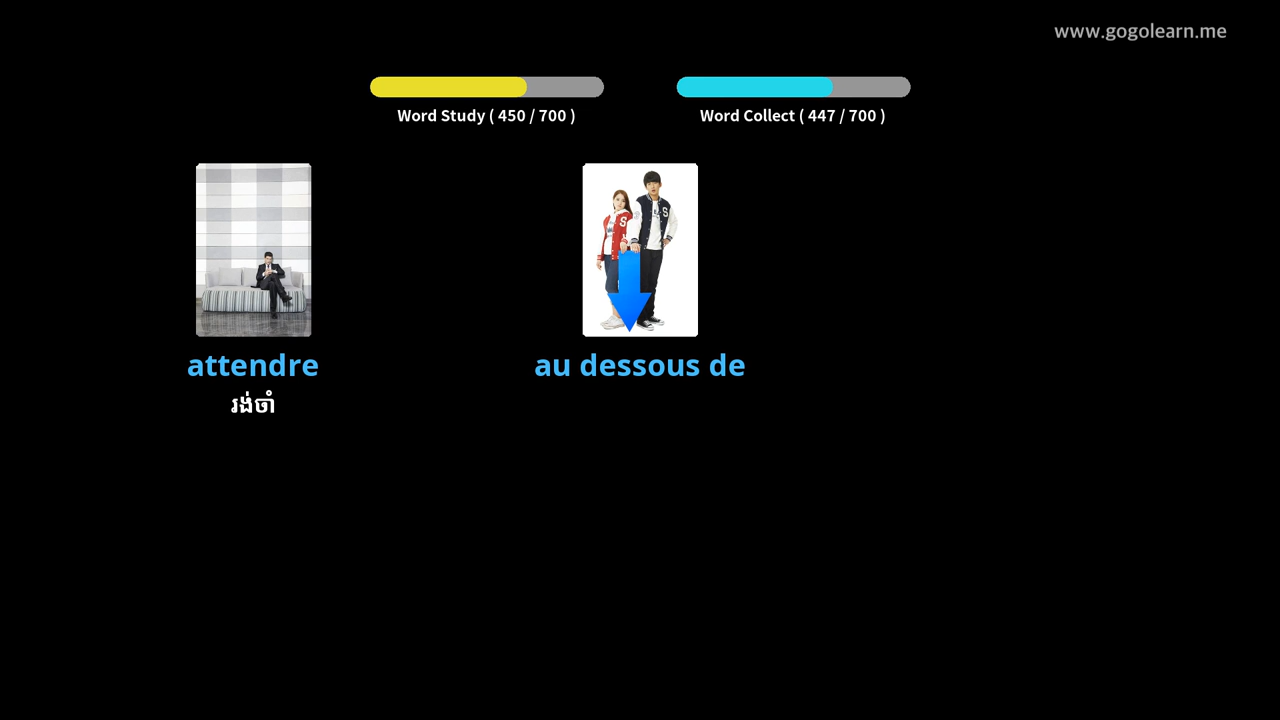 www.gogolearn.me
Word Study ( 450 / 700 )
Word Collect ( 447 / 700 )
attendre
au dessous de
រង់ចាំ